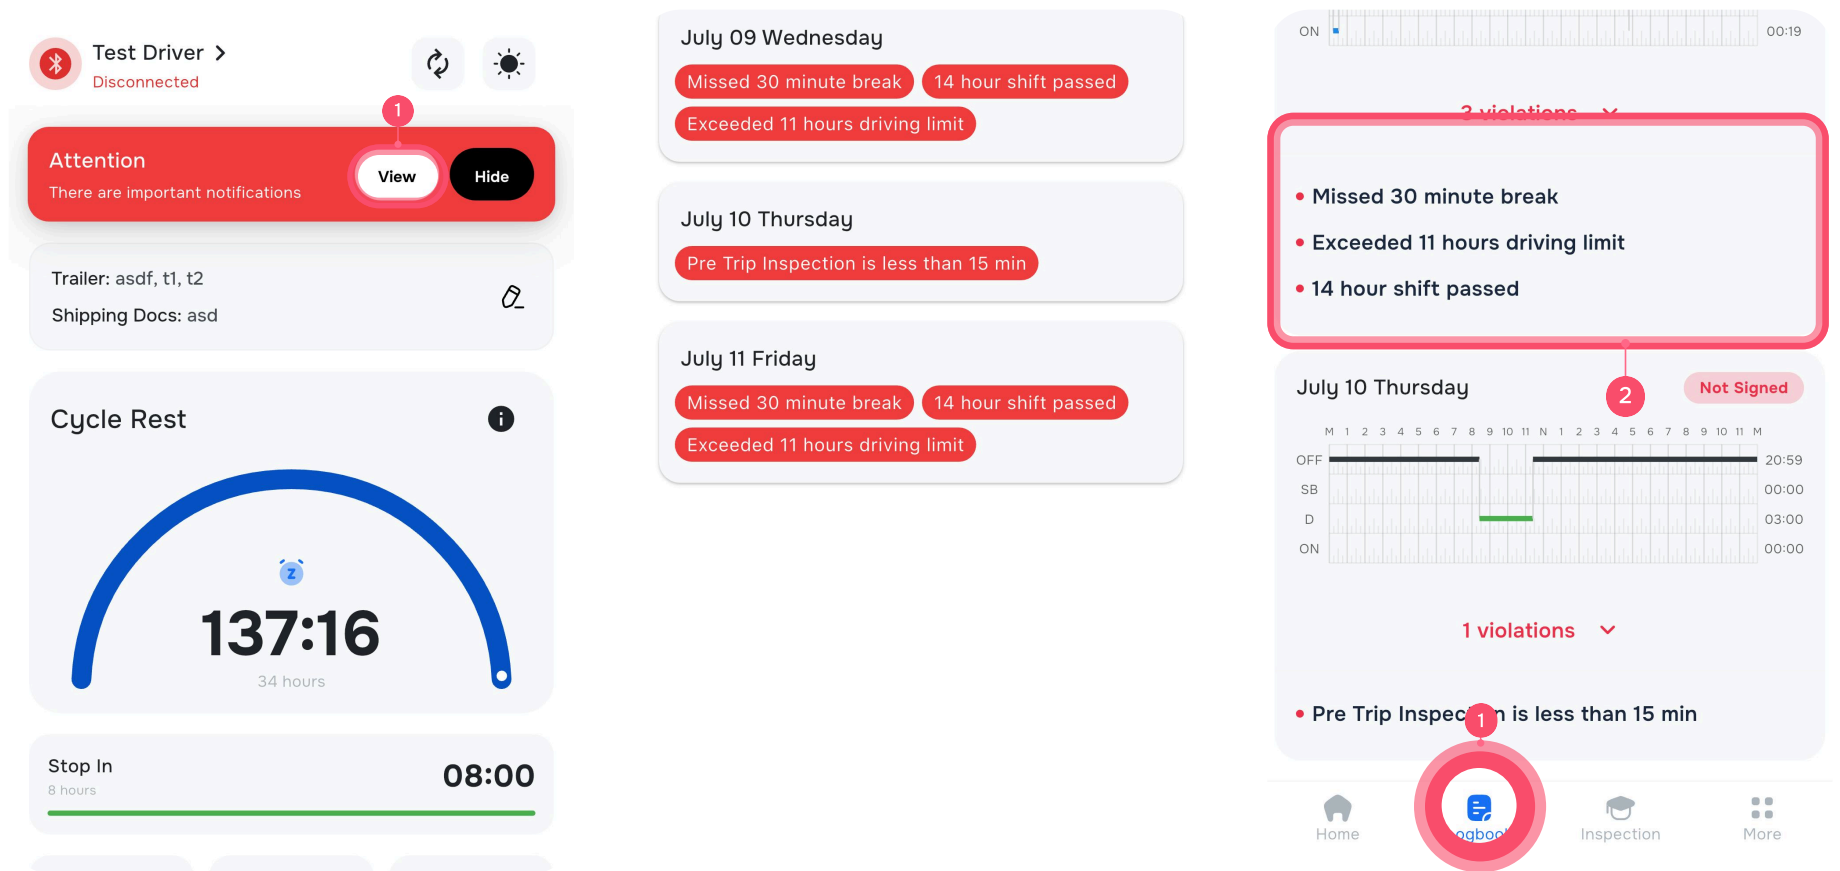 Test Driver
Disconnected
1
Attention
There are important notifications
View
Hide
Trailer: asdf, t1, t2
Shipping Docs: asd
Cycle Rest
i
z
137:16
34 hours
Stop In
8 hours
08:00
July 09 Wednesday
Missed 30 minute break
14 hour shift passed
Exceeded 11 hours driving limit
July 10 Thursday
Pre Trip Inspection is less than 15 min
July 11 Friday
Missed 30 minute break
14 hour shift passed
Exceeded 11 hours driving limit
ON 00:19
3 violations
Missed 30 minute break
Exceeded 11 hours driving limit
14 hour shift passed
2
July 10 Thursday
Not Signed
M 1 2 3 4 5 6 7 8 9 10 11 N 1 2 3 4 5 6 7 8 9 10 11 M
OFF 20:59
SB 00:00
D 03:00
ON 00:00
1 violations
Pre Trip Inspec n is less than 15 min
1
Home
ogboo
Inspection
More